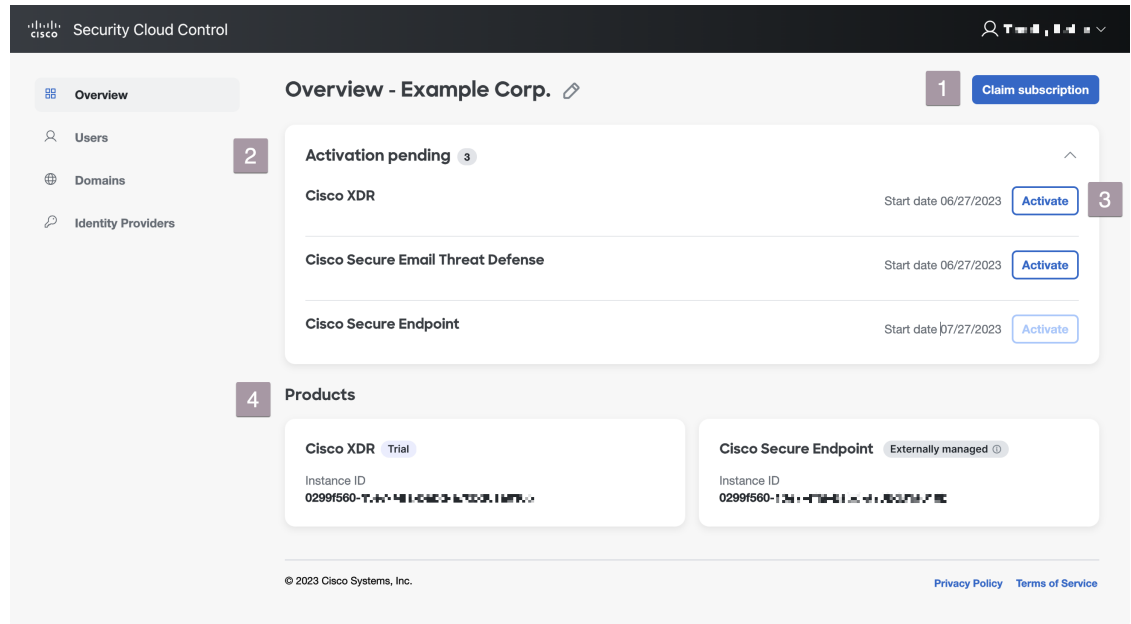 cisco Security Cloud Control
Overview
Users
Domains
Identity Providers
Overview - Example Corp.
1
Claim subscription
2
Activation pending 3
Cisco XDR
Start date 06/27/2023 Activate
3
Cisco Secure Email Threat Defense
Start date 06/27/2023 Activate
Cisco Secure Endpoint
Start date 07/27/2023 Activate
4
Products
Cisco XDR Trial
Instance ID
0299f560-
Cisco Secure Endpoint Externally managed
Instance ID
0299f560-
© 2023 Cisco Systems, Inc.
Privacy Policy Terms of Service